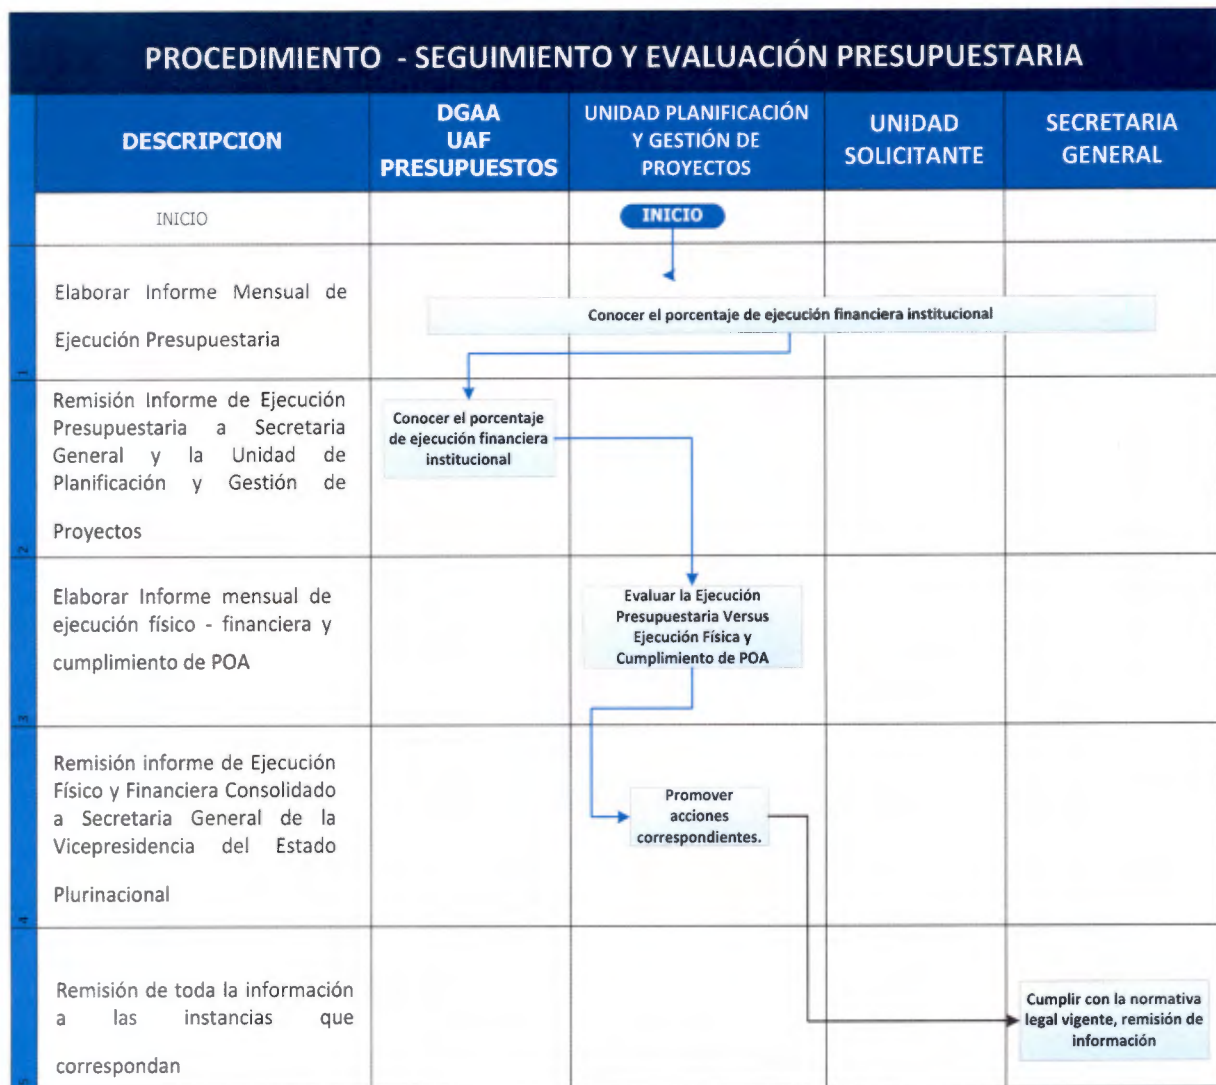 PROCEDIMIENTO - SEGUIMIENTO Y EVALUACIÓN PRESUPUESTARIA
DESCRIPCION
DGAA
UAF
PRESUPUESTOS
UNIDAD PLANIFICACIÓN
Y GESTIÓN DE
PROYECTOS
UNIDAD
SOLICITANTE
SECRETARIA
GENERAL
INICIO
INICIO
1
Elaborar Informe Mensual de
Ejecución Presupuestaria
Conocer el porcentaje de ejecución financiera institucional
2
Remisión Informe de Ejecución
Presupuestaria a Secretaria
General y la Unidad de
Planificación y Gestión de
Proyectos
Conocer el porcentaje
de ejecución financiera
institucional
3
Elaborar Informe mensual de
ejecución físico - financiera y
cumplimiento de POA
Evaluar la Ejecución
Presupuestaria Versus
Ejecución Física y
Cumplimiento de POA
4
Remisión informe de Ejecución
Físico y Financiera Consolidado
a Secretaria General de la
Vicepresidencia del Estado
Plurinacional
Promover
acciones
correspondientes.
5
Remisión de toda la información
a las instancias que
correspondan
Cumplir con la normativa
legal vigente, remisión de
información